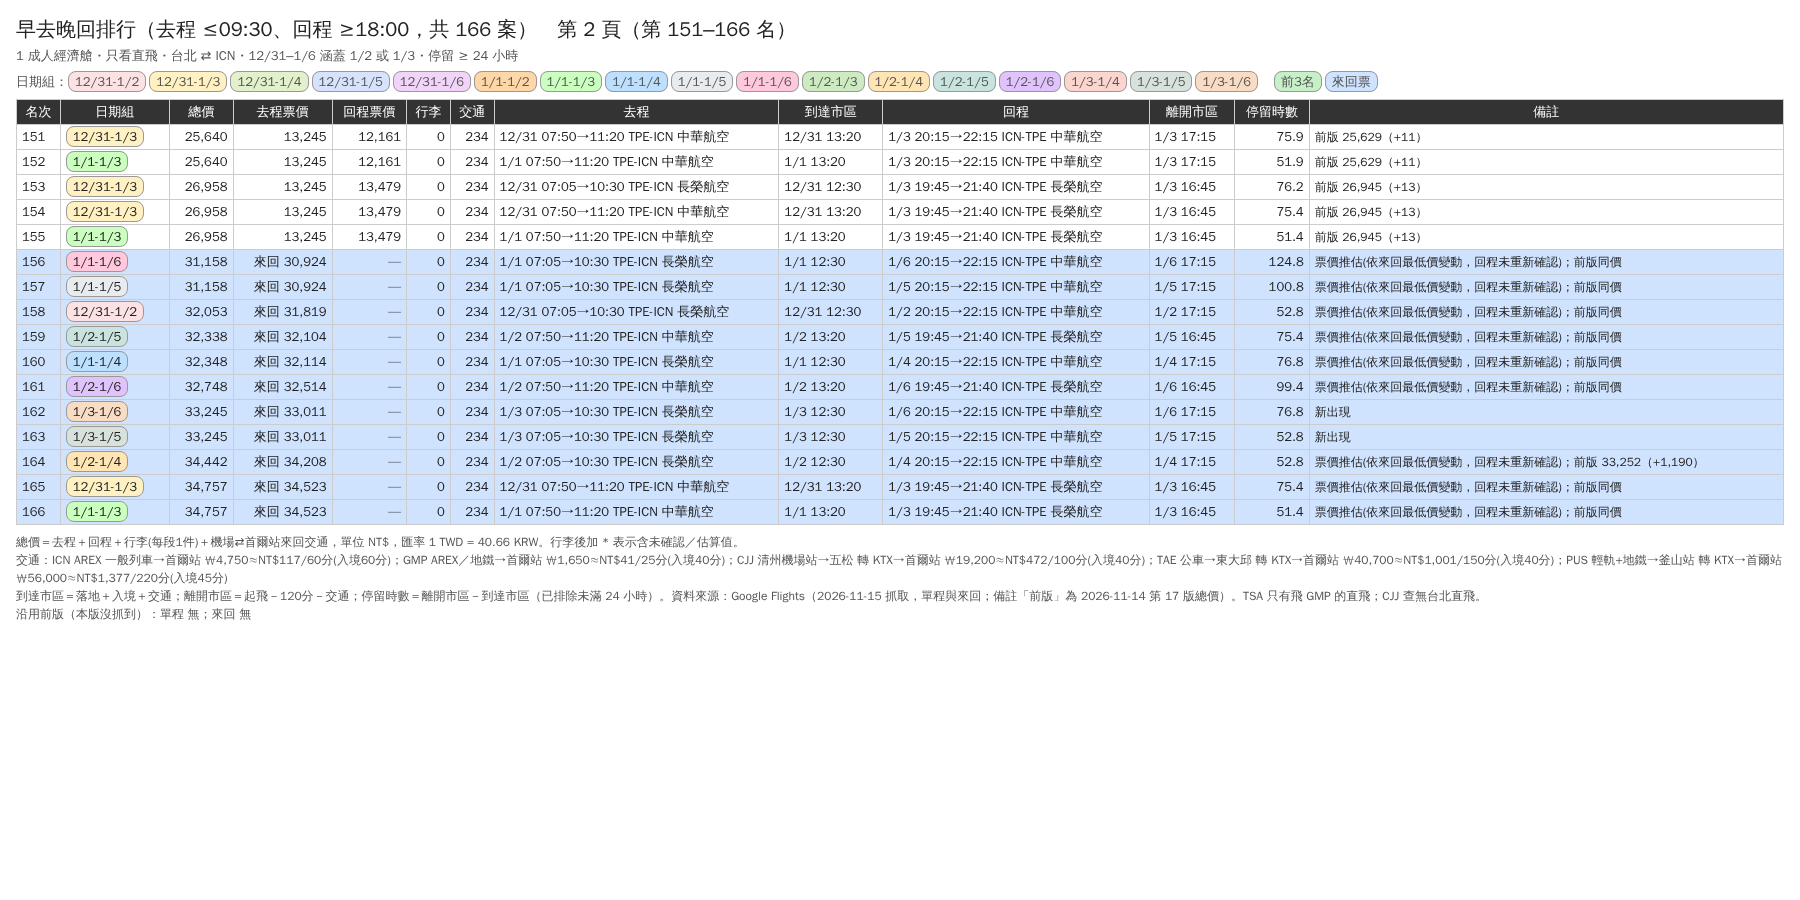 早去晚回排行（去程 ≤09:30、回程 ≥18:00，共 166 案）　第 2 頁（第 151–166 名）
1 成人經濟艙・只看直飛・台北 ⇄ ICN・12/31–1/6 涵蓋 1/2 或 1/3・停留 ≥ 24 小時
日期組： 12/31-1/2 12/31-1/3 12/31-1/4 12/31-1/5 12/31-1/6 1/1-1/2 1/1-1/3 1/1-1/4 1/1-1/5 1/1-1/6 1/2-1/3 1/2-1/4 1/2-1/5 1/2-1/6 1/3-1/4 1/3-1/5 1/3-1/6 前3名 來回票
名次 日期組 總價 去程票價 回程票價 行李 交通 去程 到達市區 回程 離開市區 停留時數 備註
151 12/31-1/3 25,640 13,245 12,161 0 234 12/31 07:50→11:20 TPE-ICN 中華航空 12/31 13:20 1/3 20:15→22:15 ICN-TPE 中華航空 1/3 17:15 75.9 前版 25,629（+11）
152 1/1-1/3 25,640 13,245 12,161 0 234 1/1 07:50→11:20 TPE-ICN 中華航空 1/1 13:20 1/3 20:15→22:15 ICN-TPE 中華航空 1/3 17:15 51.9 前版 25,629（+11）
153 12/31-1/3 26,958 13,245 13,479 0 234 12/31 07:05→10:30 TPE-ICN 長榮航空 12/31 12:30 1/3 19:45→21:40 ICN-TPE 長榮航空 1/3 16:45 76.2 前版 26,945（+13）
154 12/31-1/3 26,958 13,245 13,479 0 234 12/31 07:50→11:20 TPE-ICN 中華航空 12/31 13:20 1/3 19:45→21:40 ICN-TPE 長榮航空 1/3 16:45 75.4 前版 26,945（+13）
155 1/1-1/3 26,958 13,245 13,479 0 234 1/1 07:50→11:20 TPE-ICN 中華航空 1/1 13:20 1/3 19:45→21:40 ICN-TPE 長榮航空 1/3 16:45 51.4 前版 26,945（+13）
156 1/1-1/6 31,158 來回 30,924 — 0 234 1/1 07:05→10:30 TPE-ICN 長榮航空 1/1 12:30 1/6 20:15→22:15 ICN-TPE 中華航空 1/6 17:15 124.8 票價推估(依來回最低價變動，回程未重新確認)；前版同價
157 1/1-1/5 31,158 來回 30,924 — 0 234 1/1 07:05→10:30 TPE-ICN 長榮航空 1/1 12:30 1/5 20:15→22:15 ICN-TPE 中華航空 1/5 17:15 100.8 票價推估(依來回最低價變動，回程未重新確認)；前版同價
158 12/31-1/2 32,053 來回 31,819 — 0 234 12/31 07:05→10:30 TPE-ICN 長榮航空 12/31 12:30 1/2 20:15→22:15 ICN-TPE 中華航空 1/2 17:15 52.8 票價推估(依來回最低價變動，回程未重新確認)；前版同價
159 1/2-1/5 32,338 來回 32,104 — 0 234 1/2 07:50→11:20 TPE-ICN 中華航空 1/2 13:20 1/5 19:45→21:40 ICN-TPE 長榮航空 1/5 16:45 75.4 票價推估(依來回最低價變動，回程未重新確認)；前版同價
160 1/1-1/4 32,348 來回 32,114 — 0 234 1/1 07:05→10:30 TPE-ICN 長榮航空 1/1 12:30 1/4 20:15→22:15 ICN-TPE 中華航空 1/4 17:15 76.8 票價推估(依來回最低價變動，回程未重新確認)；前版同價
161 1/2-1/6 32,748 來回 32,514 — 0 234 1/2 07:50→11:20 TPE-ICN 中華航空 1/2 13:20 1/6 19:45→21:40 ICN-TPE 長榮航空 1/6 16:45 99.4 票價推估(依來回最低價變動，回程未重新確認)；前版同價
162 1/3-1/6 33,245 來回 33,011 — 0 234 1/3 07:05→10:30 TPE-ICN 長榮航空 1/3 12:30 1/6 20:15→22:15 ICN-TPE 中華航空 1/6 17:15 76.8 新出現
163 1/3-1/5 33,245 來回 33,011 — 0 234 1/3 07:05→10:30 TPE-ICN 長榮航空 1/3 12:30 1/5 20:15→22:15 ICN-TPE 中華航空 1/5 17:15 52.8 新出現
164 1/2-1/4 34,442 來回 34,208 — 0 234 1/2 07:05→10:30 TPE-ICN 長榮航空 1/2 12:30 1/4 20:15→22:15 ICN-TPE 中華航空 1/4 17:15 52.8 票價推估(依來回最低價變動，回程未重新確認)；前版 33,252（+1,190）
165 12/31-1/3 34,757 來回 34,523 — 0 234 12/31 07:50→11:20 TPE-ICN 中華航空 12/31 13:20 1/3 19:45→21:40 ICN-TPE 長榮航空 1/3 16:45 75.4 票價推估(依來回最低價變動，回程未重新確認)；前版同價
166 1/1-1/3 34,757 來回 34,523 — 0 234 1/1 07:50→11:20 TPE-ICN 中華航空 1/1 13:20 1/3 19:45→21:40 ICN-TPE 長榮航空 1/3 16:45 51.4 票價推估(依來回最低價變動，回程未重新確認)；前版同價
總價＝去程＋回程＋行李(每段1件)＋機場⇄首爾站來回交通，單位 NT$，匯率 1 TWD = 40.66 KRW。行李後加 * 表示含未確認／估算值。
交通：ICN AREX 一般列車→首爾站 ₩4,750≈NT$117/60分(入境60分)；GMP AREX／地鐵→首爾站 ₩1,650≈NT$41/25分(入境40分)；CJJ 清州機場站→五松 轉 KTX→首爾站 ₩19,200≈NT$472/100分(入境40分)；TAE 公車→東大邱 轉 KTX→首爾站 ₩40,700≈NT$1,001/150分(入境40分)；PUS 輕軌+地鐵→釜山站 轉 KTX→首爾站
₩56,000≈NT$1,377/220分(入境45分)
到達市區＝落地＋入境＋交通；離開市區＝起飛－120分－交通；停留時數＝離開市區－到達市區（已排除未滿 24 小時）。資料來源：Google Flights（2026-11-15 抓取，單程與來回；備註「前版」為 2026-11-14 第 17 版總價）。TSA 只有飛 GMP 的直飛；CJJ 查無台北直飛。
沿用前版（本版沒抓到）：單程 無；來回 無